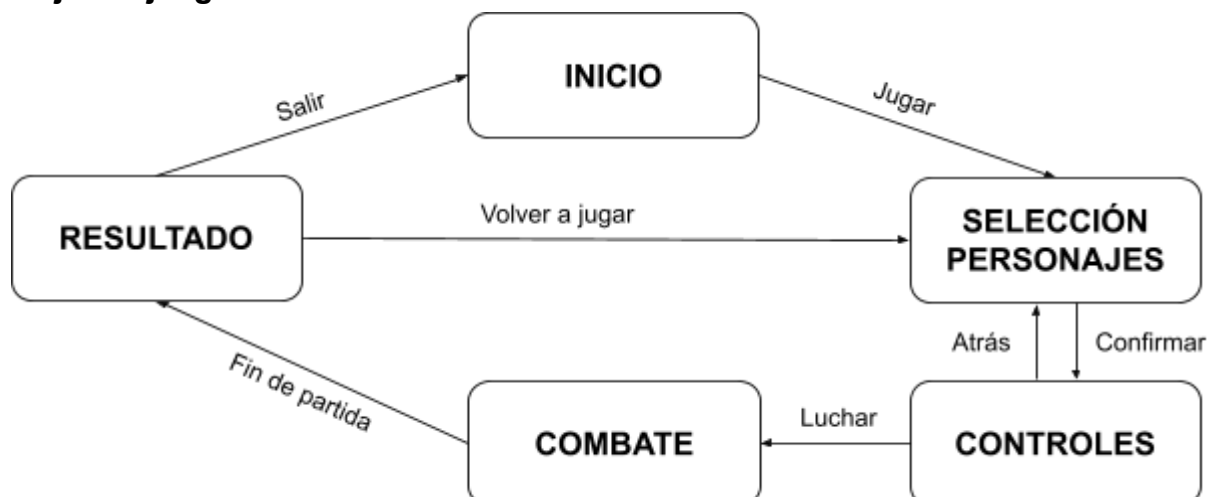 INICIO
Salir
Jugar
RESULTADO
Volver a jugar
SELECCIÓN
PERSONAJES
Atrás
Confirmar
Fin de partida
COMBATE
Luchar
CONTROLES